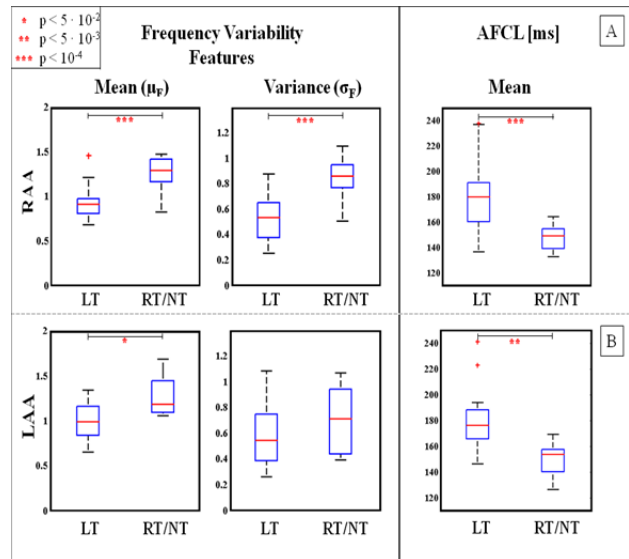 * p < 5 · 10⁻²
** p < 5 · 10⁻³
*** p < 10⁻⁴
Frequency Variability
Features
AFCL [ms]
A
Mean (μF)
Variance (σF)
Mean
RAA
2
1.5
1
0.5
0
***
LT RT/NT
1.2
1
0.8
0.6
0.4
0.2
0
***
LT RT/NT
240
220
200
180
160
140
120
***
LT RT/NT
B
LAA
2
1.5
1
0.5
0
*
LT RT/NT
1.2
1
0.8
0.6
0.4
0.2
0
LT RT/NT
240
220
200
180
160
140
120
**
LT RT/NT